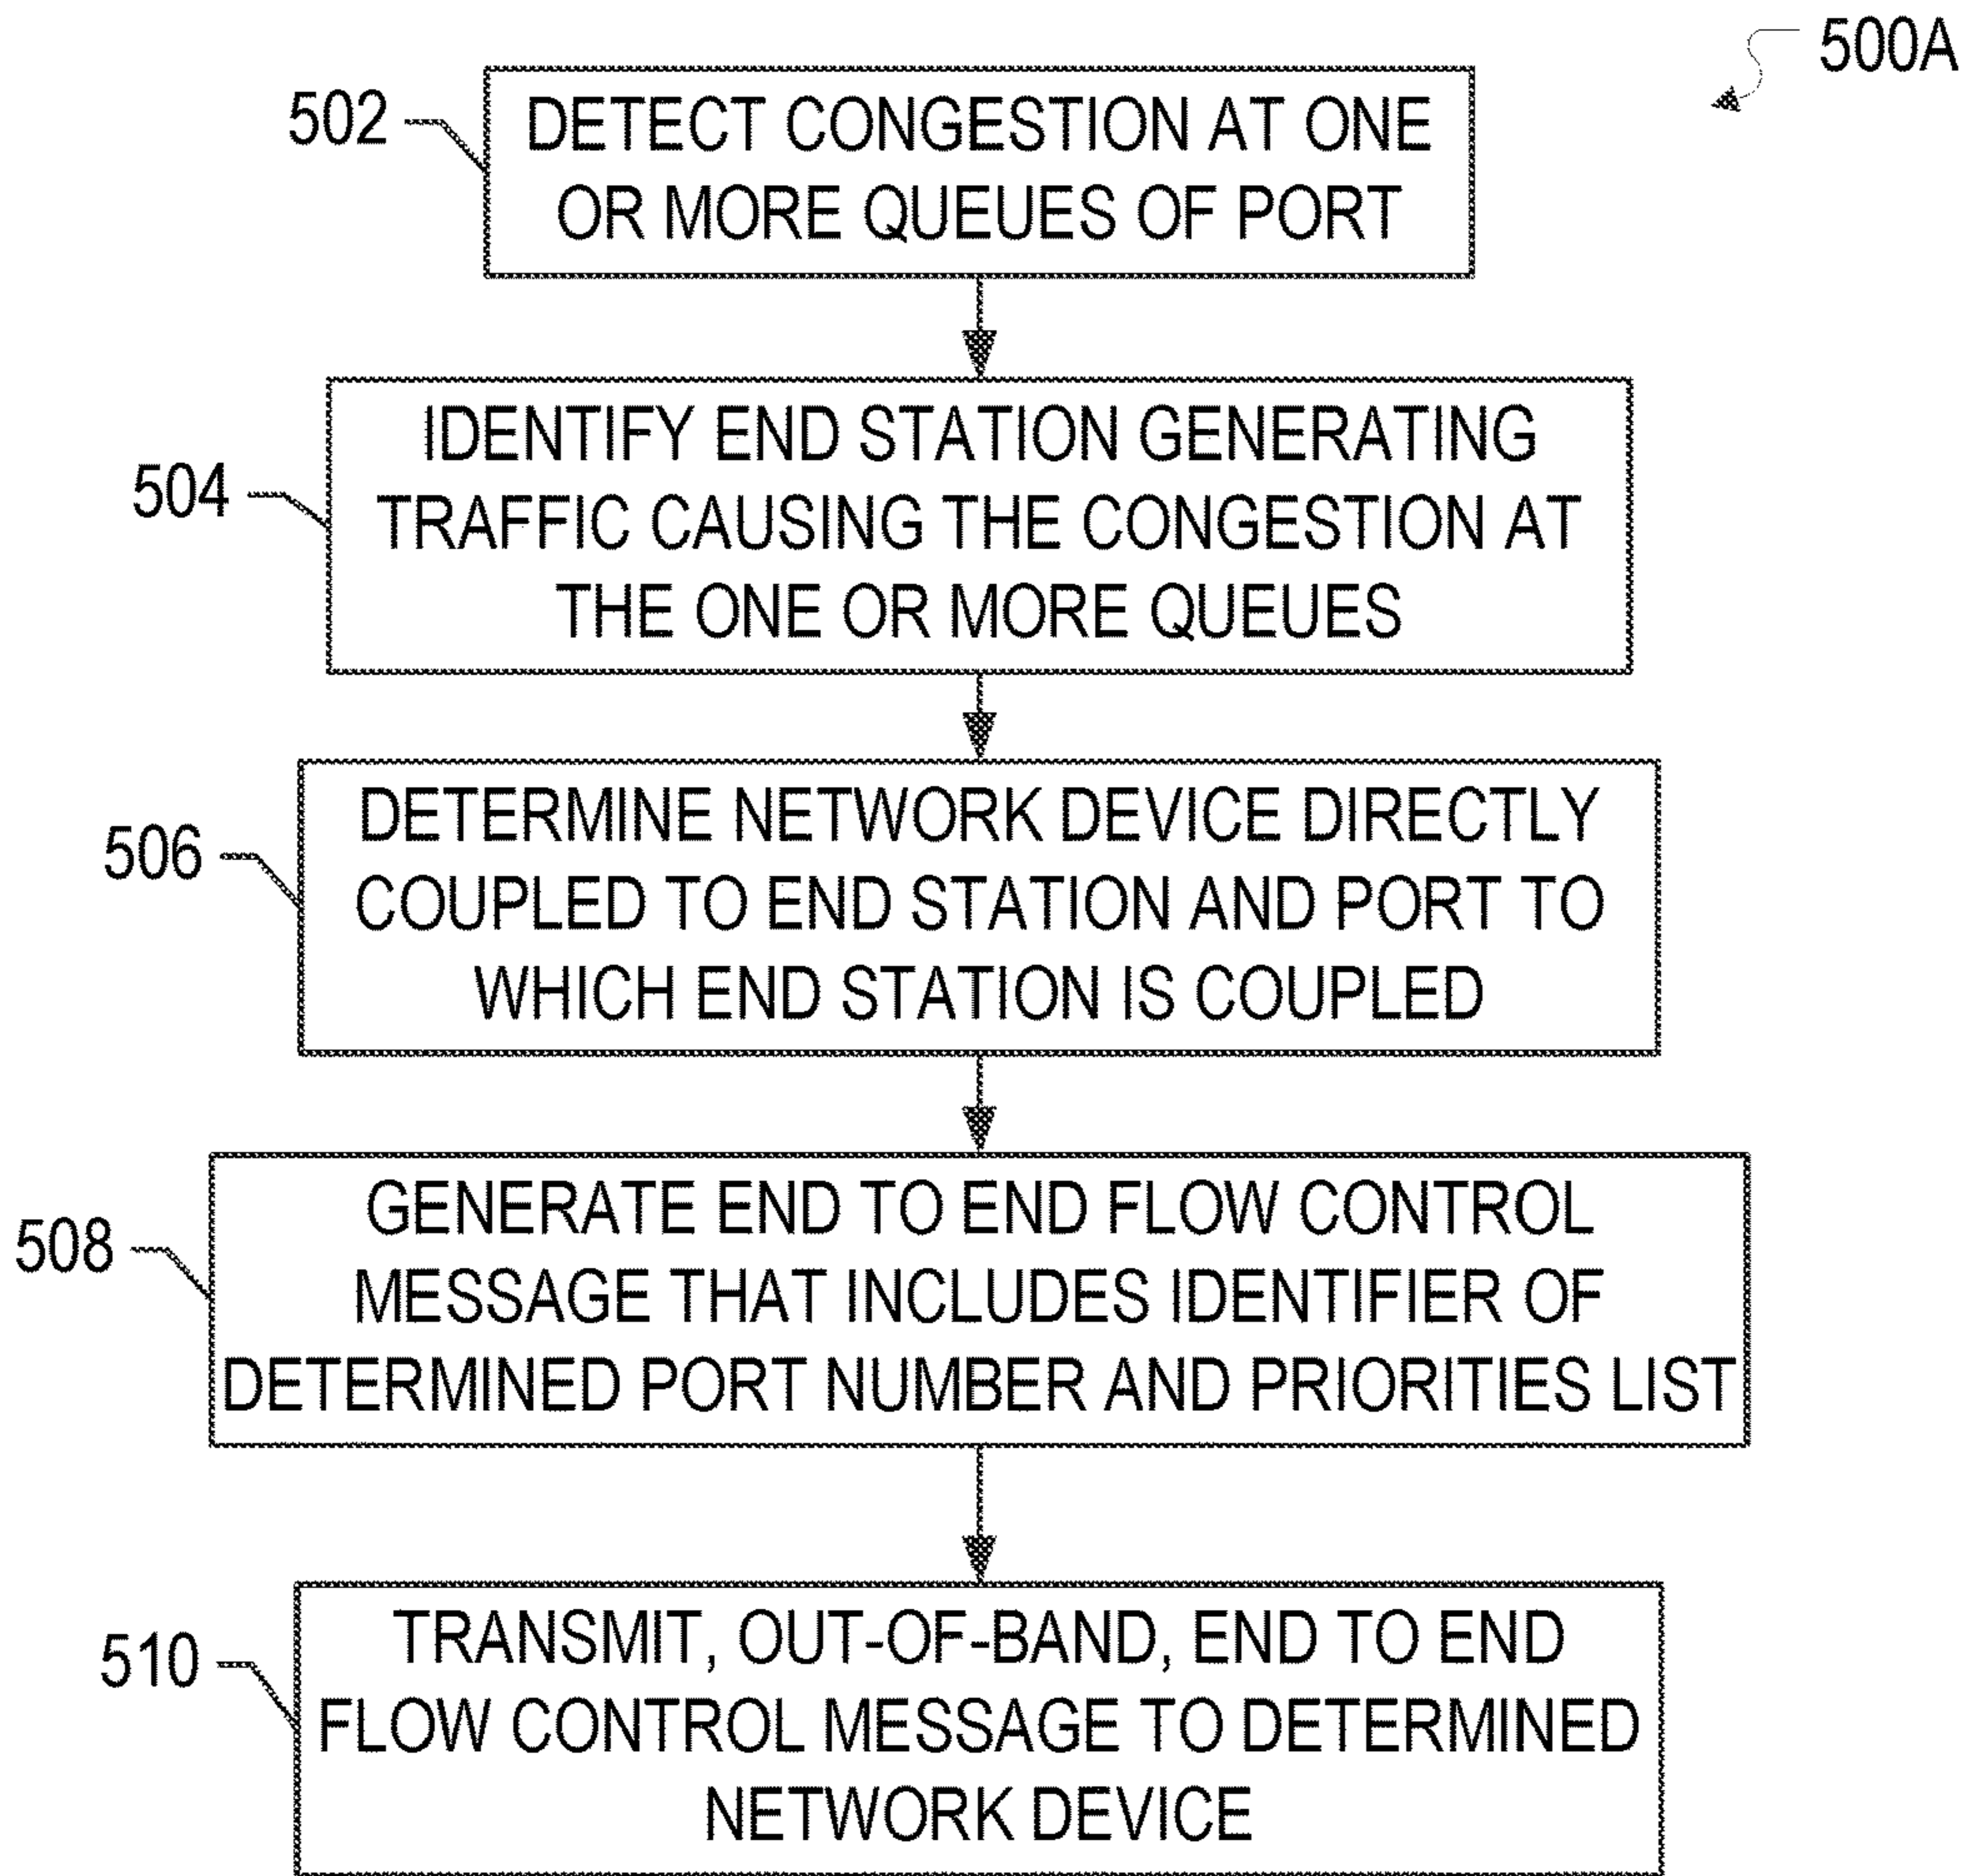 500A
502
DETECT CONGESTION AT ONE
OR MORE QUEUES OF PORT
504
IDENTIFY END STATION GENERATING
TRAFFIC CAUSING THE CONGESTION AT
THE ONE OR MORE QUEUES
506
DETERMINE NETWORK DEVICE DIRECTLY
COUPLED TO END STATION AND PORT TO
WHICH END STATION IS COUPLED
508
GENERATE END TO END FLOW CONTROL
MESSAGE THAT INCLUDES IDENTIFIER OF
DETERMINED PORT NUMBER AND PRIORITIES LIST
510
TRANSMIT, OUT-OF-BAND, END TO END
FLOW CONTROL MESSAGE TO DETERMINED
NETWORK DEVICE